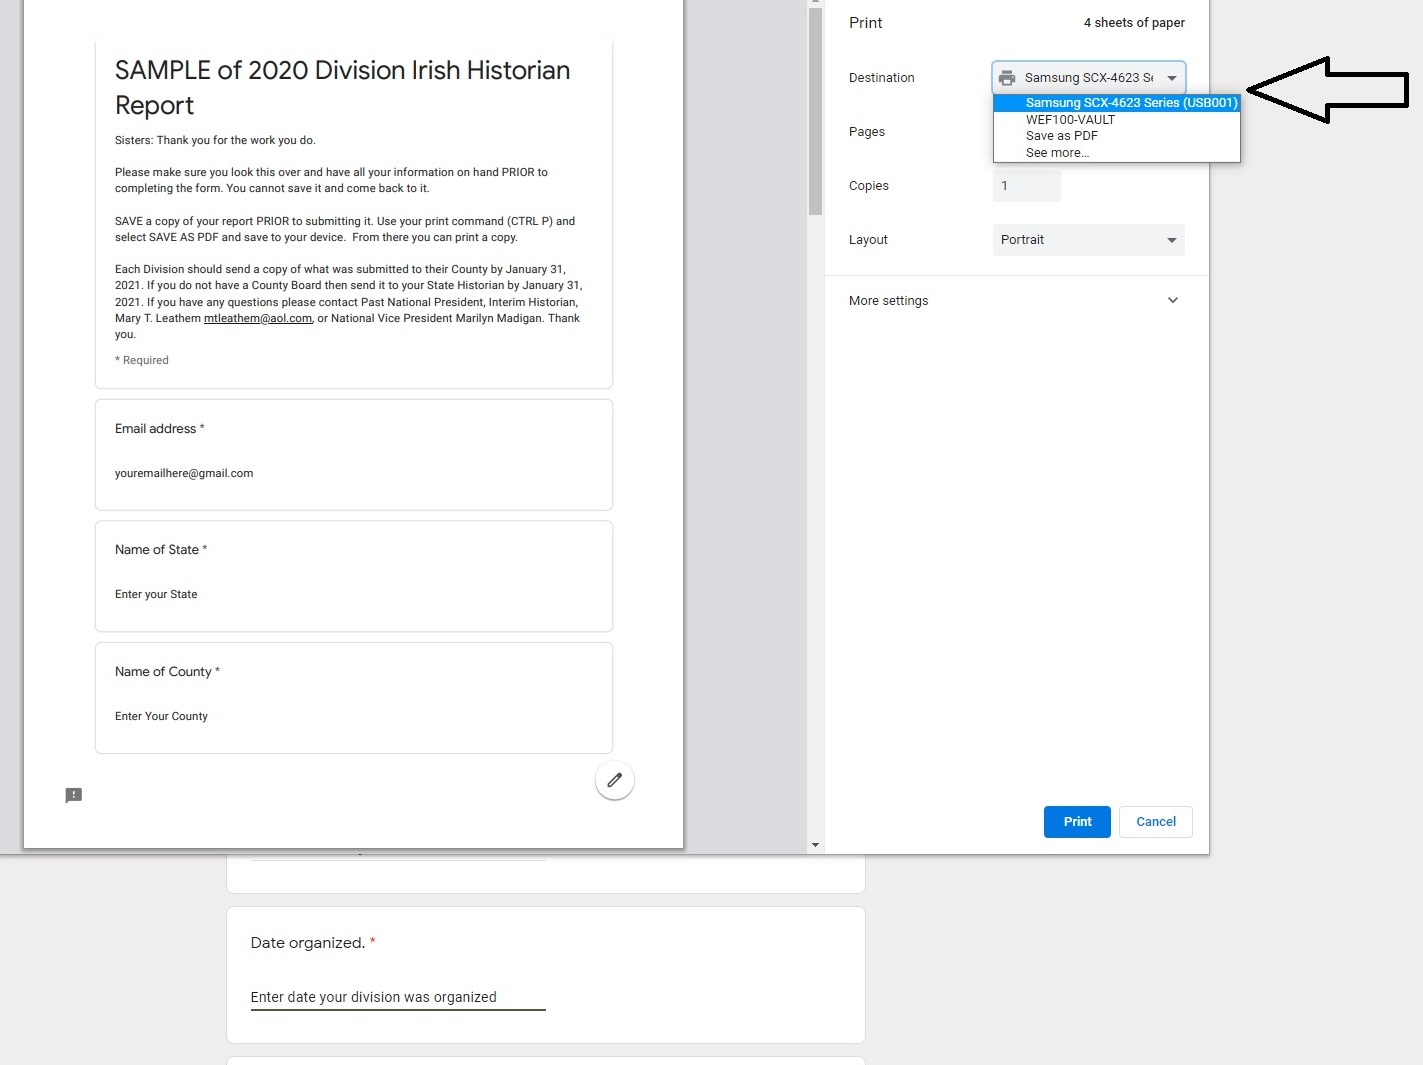 SAMPLE of 2020 Division Irish Historian
Report
Sisters: Thank you for the work you do.
Please make sure you look this over and have all your information on hand PRIOR to
completing the form. You cannot save it and come back to it.
SAVE a copy of your report PRIOR to submitting it. Use your print command (CTRL P) and
select SAVE AS PDF and save to your device.  From there you can print a copy.
Each Division should send a copy of what was submitted to their County by January 31,
2021. If you do not have a County Board then send it to your State Historian by January 31,
2021. If you have any questions please contact Past National President, Interim Historian,
Mary T. Leathem mtleathem@aol.com, or National Vice President Marilyn Madigan. Thank
you.
* Required
Email address *
youremailhere@gmail.com
Name of State *
Enter your State
Name of County *
Enter Your County
Print
4 sheets of paper
Destination
Samsung SCX-4623 Se
Samsung SCX-4623 Series (USB001)
WEF100-VAULT
Save as PDF
See more...
Pages
Copies
1
Layout
Portrait
More settings
Print
Cancel
Date organized. *
Enter date your division was organized